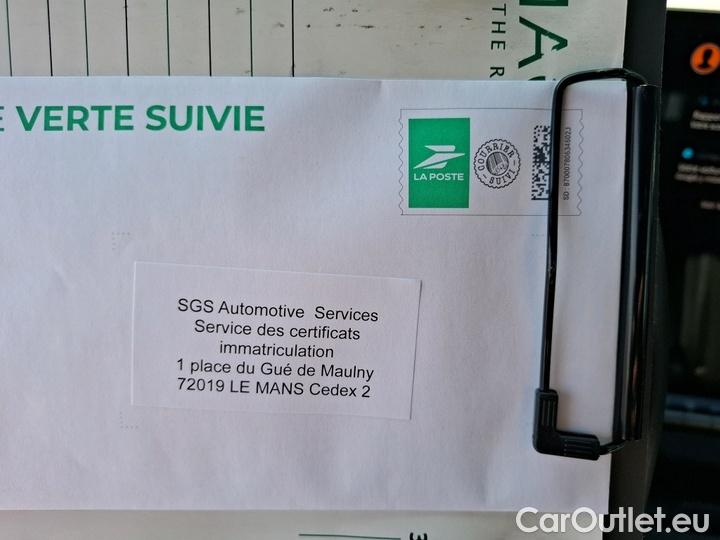 THE R
E VERTE SUIVIE
LA POSTE
COURRIER
SUIVI
SGS Automotive Services
Service des certificats
immatriculation
1 place du Gué de Maulny
72019 LE MANS Cedex 2
CarOutlet.eu